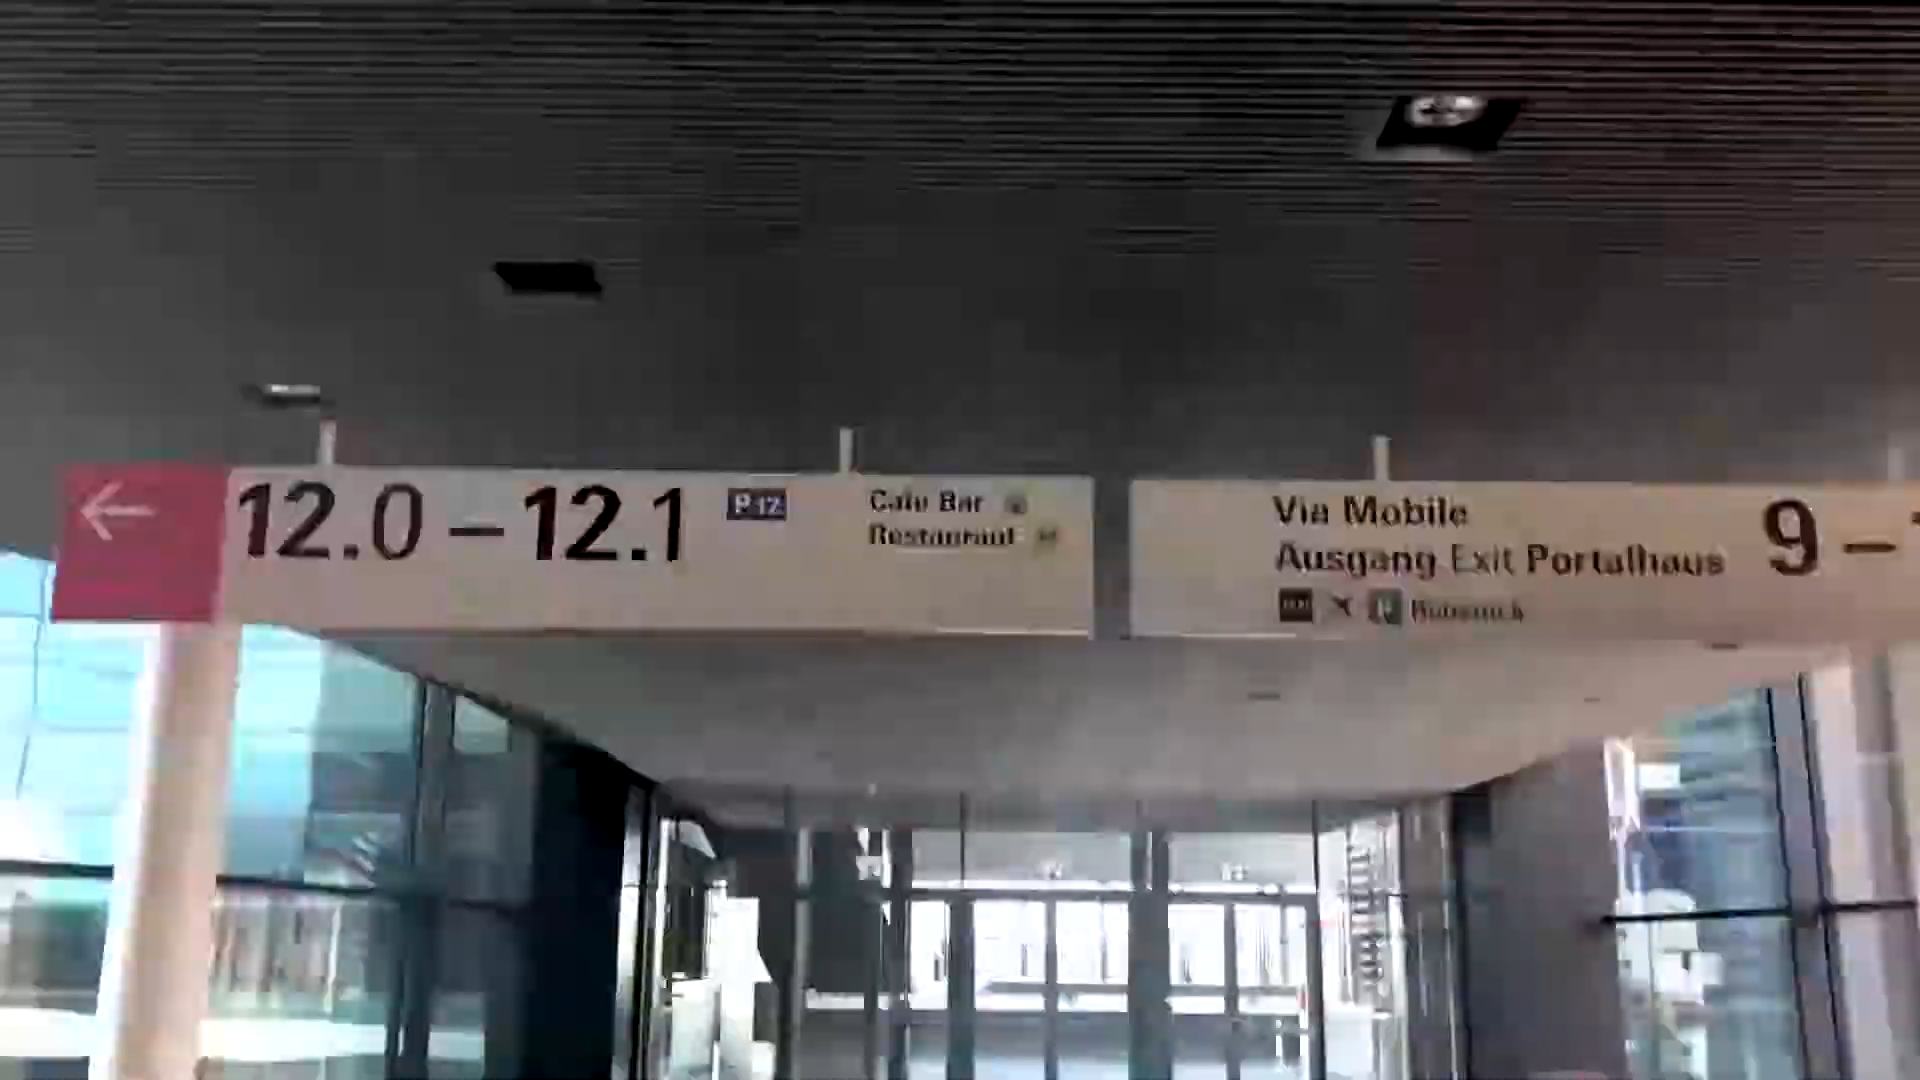 12.0 – 12.1
P 12
Cafe Bar
Restaurant
Via Mobile
Ausgang Exit Portalhaus
9 –